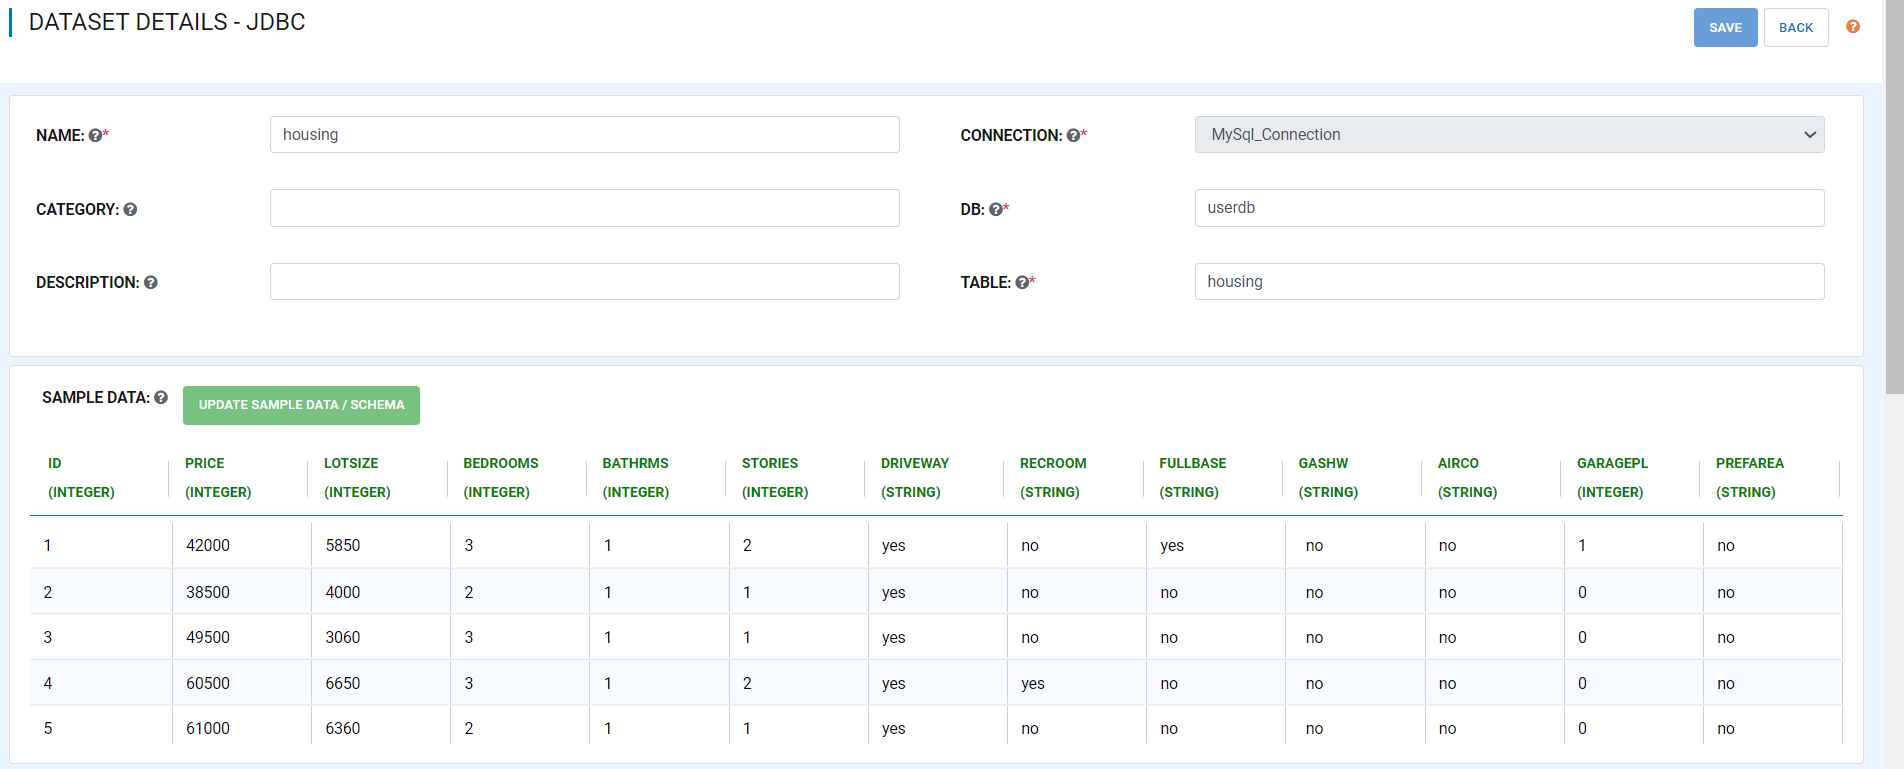 DATASET DETAILS - JDBC
SAVE BACK
NAME: * housing CONNECTION: * MySql_Connection
CATEGORY: DB: * userdb
DESCRIPTION: TABLE: * housing
SAMPLE DATA: UPDATE SAMPLE DATA / SCHEMA
ID PRICE LOTSIZE BEDROOMS BATHRMS STORIES DRIVEWAY RECROOM FULLBASE GASHW AIRCO GARAGEPL PREFAREA
(INTEGER) (INTEGER) (INTEGER) (INTEGER) (INTEGER) (INTEGER) (STRING) (STRING) (STRING) (STRING) (STRING) (INTEGER) (STRING)
1 42000 5850 3 1 2 yes no yes no no 1 no
2 38500 4000 2 1 1 yes no no no no 0 no
3 49500 3060 3 1 1 yes no no no no 0 no
4 60500 6650 3 1 2 yes yes no no no 0 no
5 61000 6360 2 1 1 yes no no no no 0 no